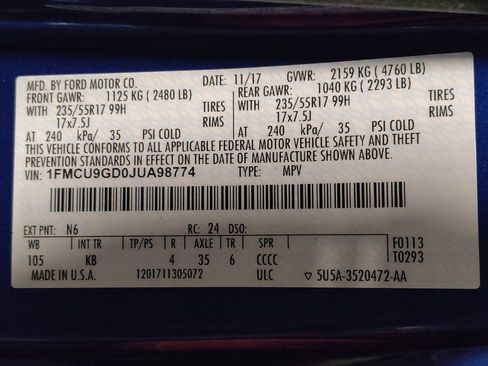 MFD. BY FORD MOTOR CO. DATE: 11/17 GVWR: 2159 KG ( 4760 LB)
FRONT GAWR: 1125 KG ( 2480 LB) REAR GAWR: 1040 KG ( 2293 LB)
WITH 235/55R17 99H TIRES WITH 235/55R17 99H TIRES
17x7.5J RIMS 17x7.5J RIMS
AT 240 kPa/ 35 PSI COLD AT 240 kPa/ 35 PSI COLD
THIS VEHICLE CONFORMS TO ALL APPLICABLE FEDERAL MOTOR VEHICLE SAFETY AND THEFT
PREVENTION STANDARDS IN EFFECT ON THE DATE OF MANUFACTURE SHOWN ABOVE.
VIN: 1FMCU9GD0JUA98774 TYPE: MPV
EXT PNT: N6 RC: 24 DSO:
WB INT TR TP/PS R AXLE TR SPR F0113
105 KB 4 35 6 CCCC T0293
MADE IN U.S.A. 1201711305072 ULC ▽ 5U5A-3520472-AA